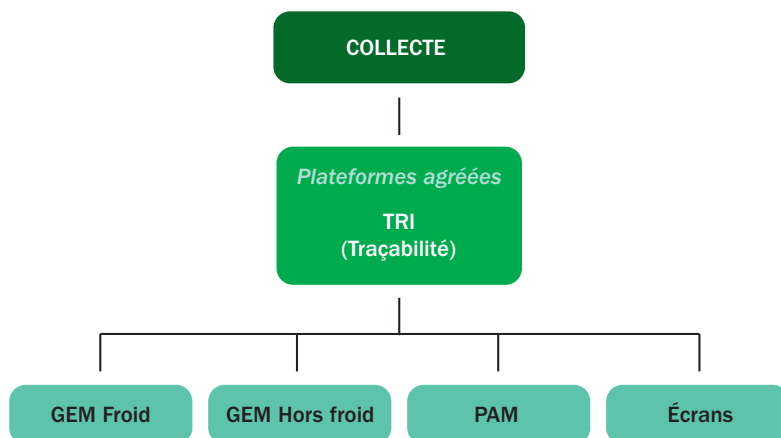 COLLECTE
Plateformes agréées
TRI
(Traçabilité)
GEM Froid
GEM Hors froid
PAM
Écrans